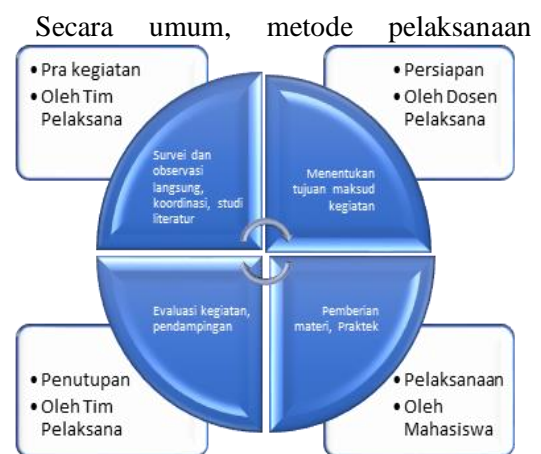 Secara umum, metode pelaksanaan
• Pra kegiatan
• Oleh Tim
Pelaksana
• Persiapan
• Oleh Dosen
Pelaksana
Survei dan
observasi
langsung,
koordinasi, studi
literatur
Menentukan
tujuan maksud
kegiatan
Evaluasi kegiatan,
pendampingan
Pemberian
materi, Praktek
• Penutupan
• Oleh Tim
Pelaksana
• Pelaksanaan
• Oleh
Mahasiswa